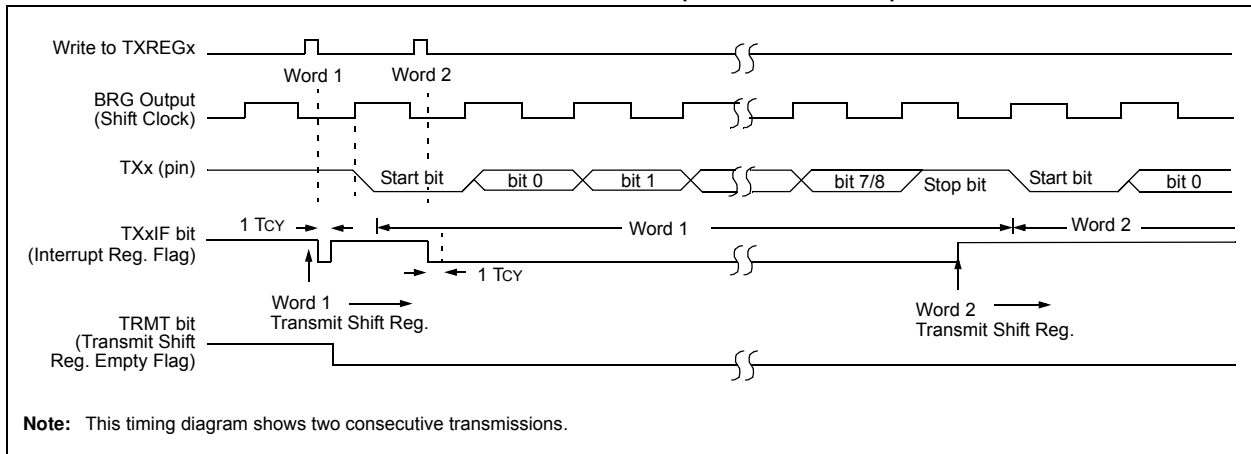 Write to TXREGx
Word 1
Word 2
BRG Output
(Shift Clock)
TXx (pin)
Start bit
bit 0
bit 1
bit 7/8
Stop bit
Start bit
bit 0
1 TCY
Word 1
Word 2
TXxIF bit
(Interrupt Reg. Flag)
1 TCY
Word 1
Transmit Shift Reg.
Word 2
Transmit Shift Reg.
TRMT bit
(Transmit Shift
Reg. Empty Flag)
Note: This timing diagram shows two consecutive transmissions.